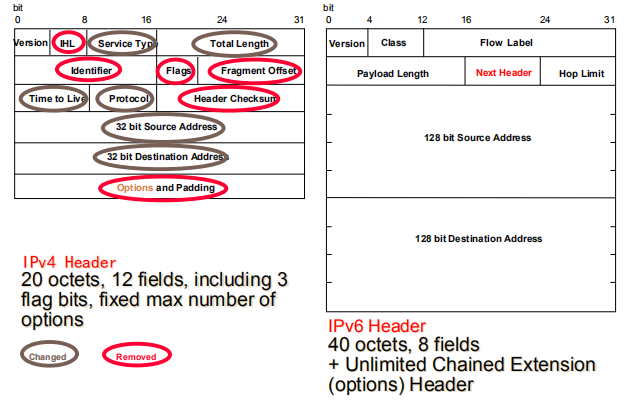 bit
0 8 16 24 31
Version IHL Service Typ Total Length
Identifier Flags Fragment Offset
Time to Live Protocol Header Checksum
32 bit Source Address
32 bit Destination Address
Options and Padding
IPv4 Header
20 octets, 12 fields, including 3
flag bits, fixed max number of
options
Changed Removed
bit
0 4 12 16 24 31
Version Class Flow Label
Payload Length Next Header Hop Limit
128 bit Source Address
128 bit Destination Address
IPv6 Header
40 octets, 8 fields
+ Unlimited Chained Extension
(options) Header